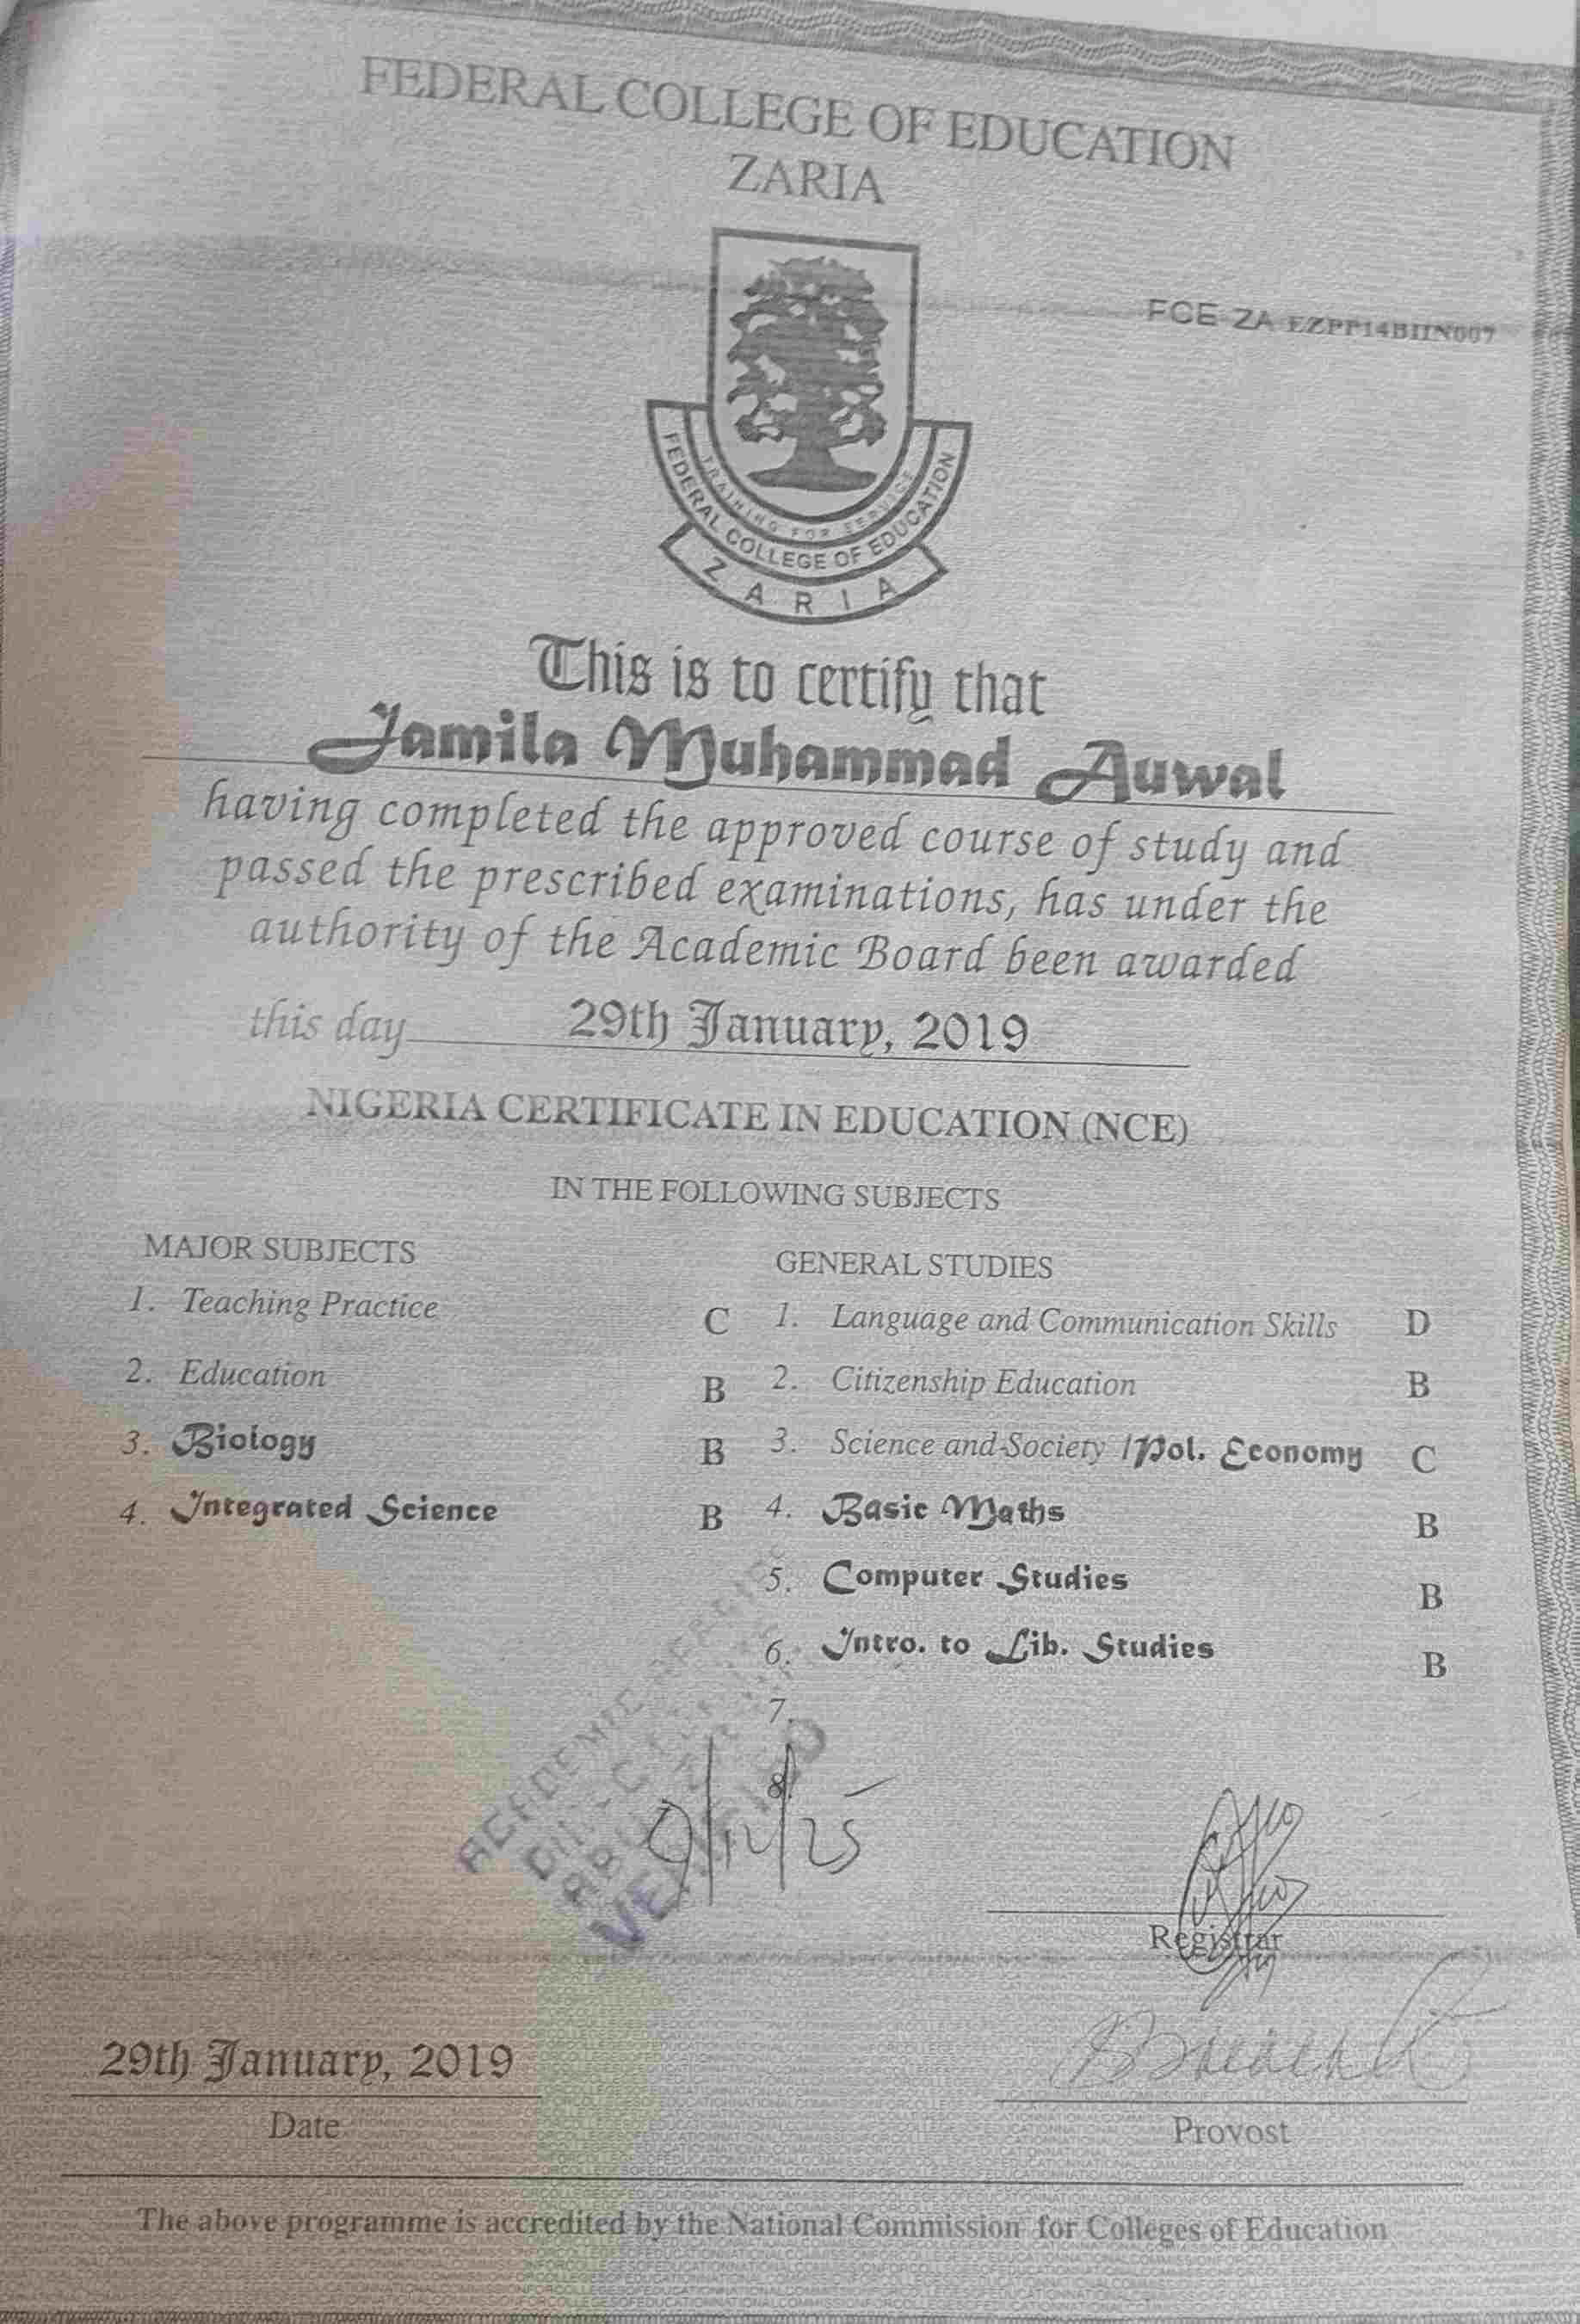 FEDERAL COLLEGE OF EDUCATION
ZARIA
FCE ZA EZPP14BIIN007
TRAINING FOR SERVICE
FEDERAL COLLEGE OF EDUCATION
ZARIA
This is to certify that
Jamila Muhammad Auwal
having completed the approved course of study and
passed the prescribed examinations, has under the
authority of the Academic Board been awarded
this day 29th January, 2019
NIGERIA CERTIFICATE IN EDUCATION (NCE)
IN THE FOLLOWING SUBJECTS
MAJOR SUBJECTS
1. Teaching Practice C
2. Education B
3. Biology B
4. Integrated Science B
GENERAL STUDIES
1. Language and Communication Skills D
2. Citizenship Education B
3. Science and Society /Pol. Economy C
4. Basic Maths B
5. Computer Studies B
6. Intro. to Lib. Studies B
7.
8.
ACADEMIC
VERIFIED
9/12/25
Registrar
29th January, 2019
Date
Provost
The above programme is accredited by the National Commission for Colleges of Education